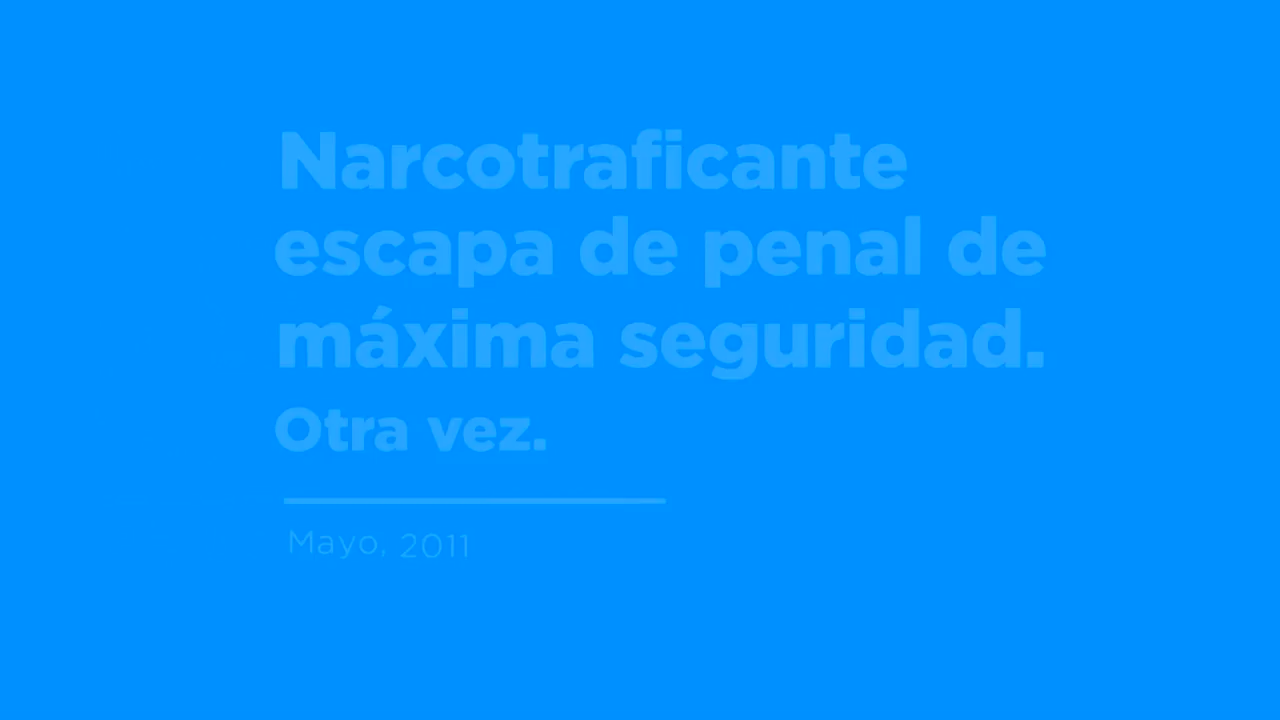 Narcotraficante
escapa de penal de
máxima seguridad.
Otra vez.
Mayo, 2011